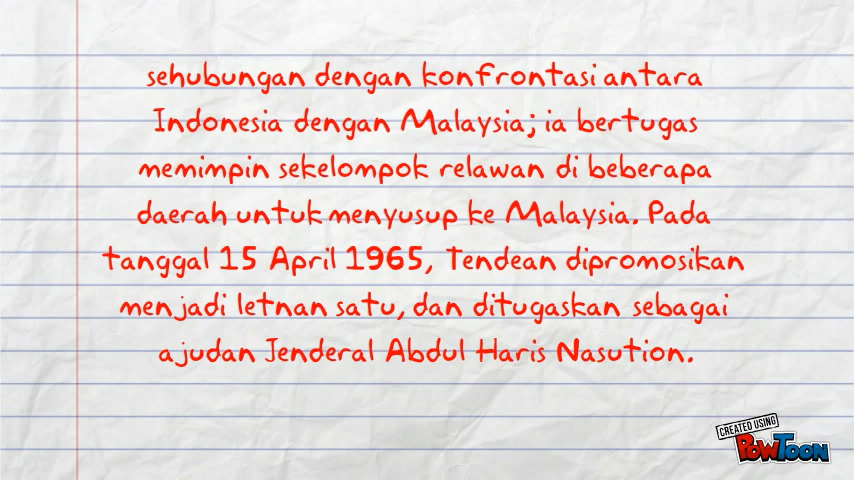 sehubungan dengan konfrontasi antara
Indonesia dengan Malaysia; ia bertugas
memimpin sekelompok relawan di beberapa
daerah untuk menyusup ke Malaysia. Pada
tanggal 15 April 1965, Tendean dipromosikan
menjadi letnan satu, dan ditugaskan sebagai
ajudan Jenderal Abdul Haris Nasution.
CREATED USING
POWTOON